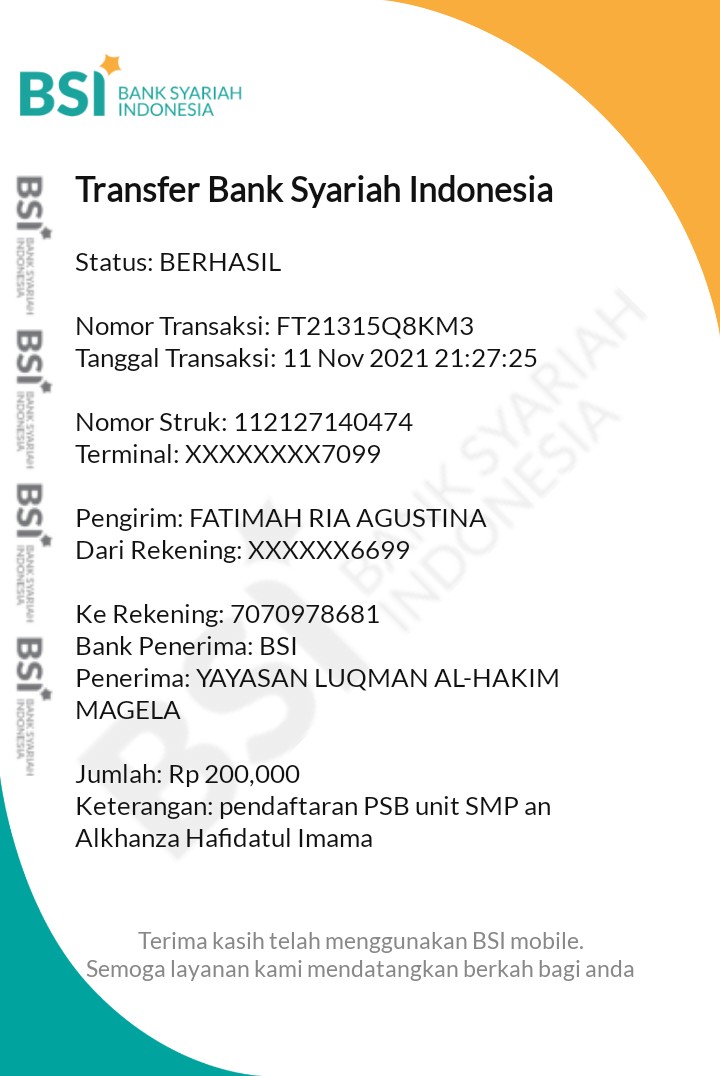 BSI BANK SYARIAH
INDONESIA
Transfer Bank Syariah Indonesia
Status: BERHASIL
Nomor Transaksi: FT21315Q8KM3
Tanggal Transaksi: 11 Nov 2021 21:27:25
Nomor Struk: 112127140474
Terminal: XXXXXXXX7099
Pengirim: FATIMAH RIA AGUSTINA
Dari Rekening: XXXXXX6699
Ke Rekening: 7070978681
Bank Penerima: BSI
Penerima: YAYASAN LUQMAN AL-HAKIM
MAGELA
Jumlah: Rp 200,000
Keterangan: pendaftaran PSB unit SMP an
Alkhanza Hafidatul Imama
Terima kasih telah menggunakan BSI mobile.
Semoga layanan kami mendatangkan berkah bagi anda
BSI BANK SYARIAH
INDONESIA
BSI BANK SYARIAH
INDONESIA
BSI BANK SYARIAH
INDONESIA
BSI BANK SYARIAH
INDONESIA
BSI BANK SYARIAH
INDONESIA